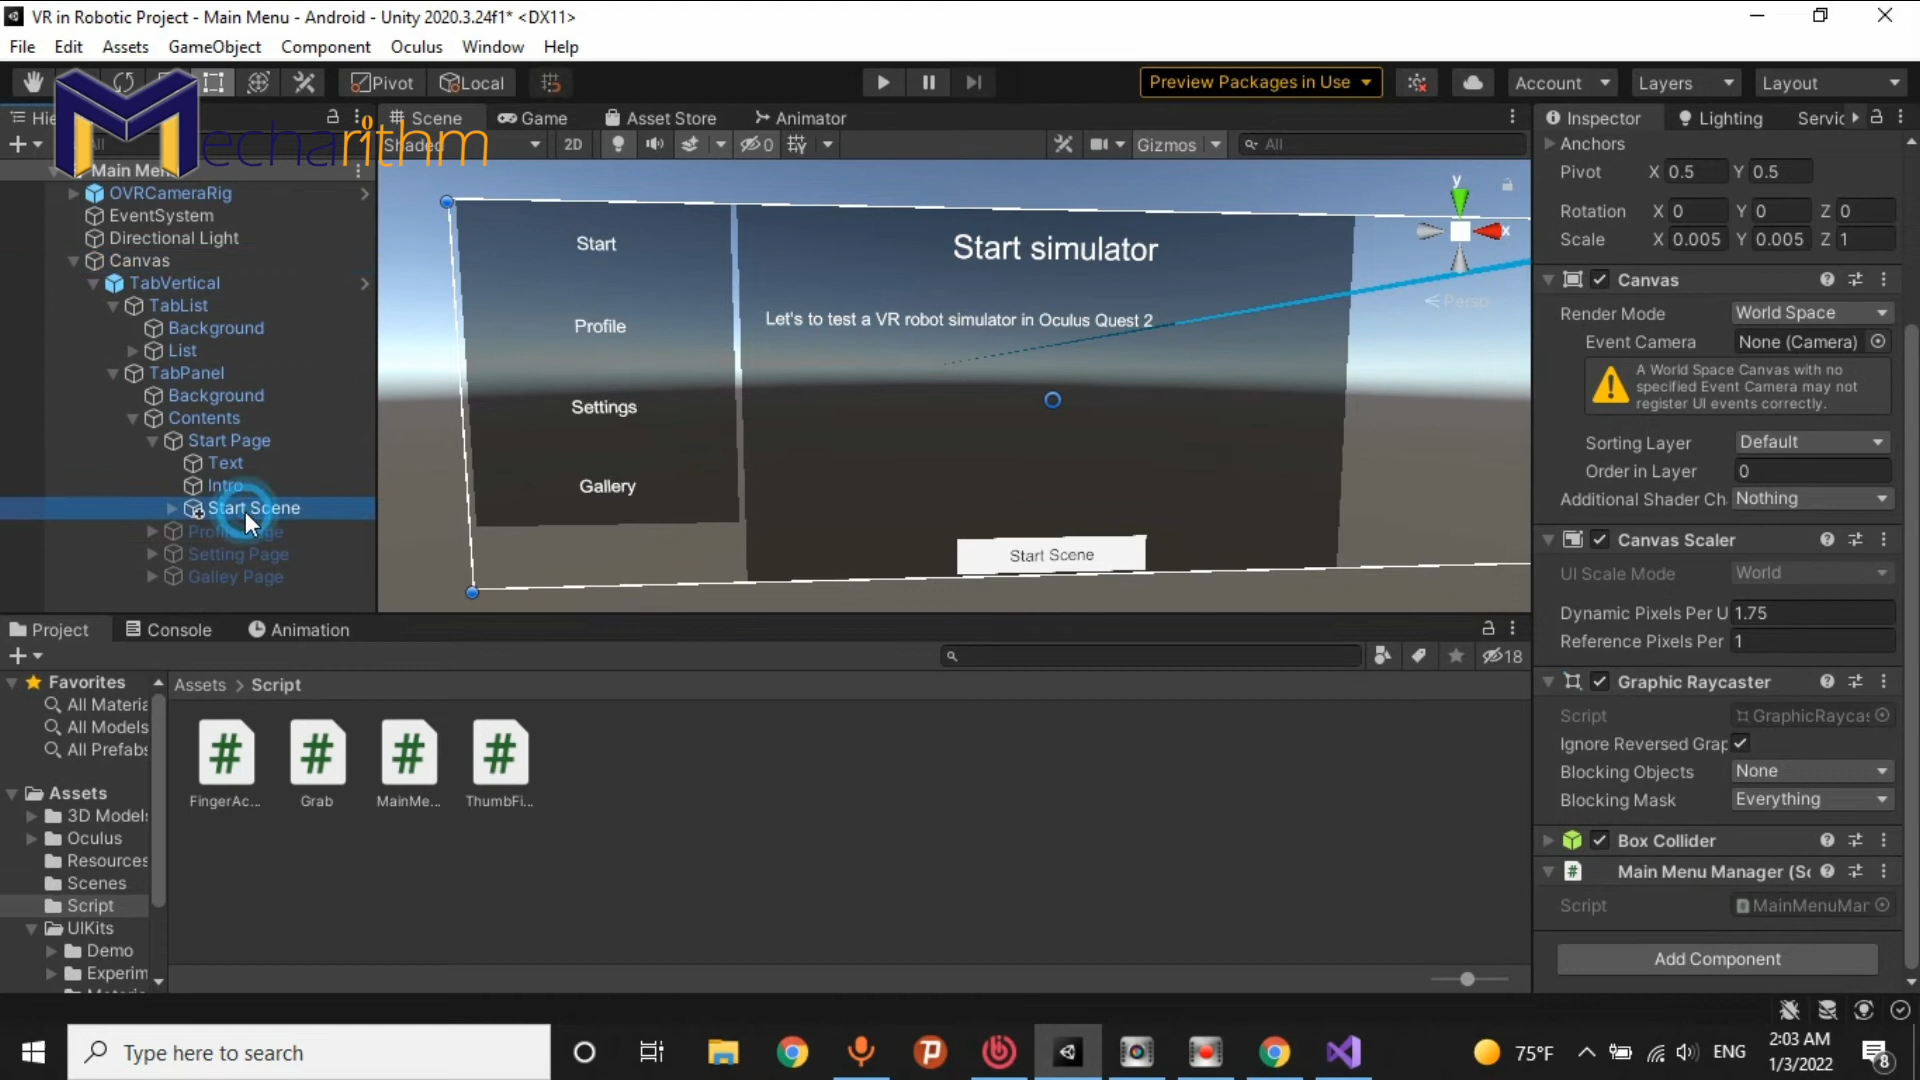 VR in Robotic Project - Main Menu - Android - Unity 2020.3.24f1* <DX11>
File Edit Assets GameObject Component Oculus Window Help
Pivot Local Preview Packages in Use Account Layers Layout
Mecharithm
Hie Scene Game Asset Store Animator Inspector Lighting Servic
All Shaded 2D 0 Gizmos All
Main Men
OVRCameraRig
EventSystem
Directional Light
Canvas
TabVertical
TabList
Background
List
TabPanel
Background
Contents
Start Page
Text
Intro
Start Scene
Setting Page
Galley Page
Start
Profile
Settings
Gallery
Start simulator
Let's to test a VR robot simulator in Oculus Quest 2
Start Scene
y
x
Persp
Anchors
Pivot X 0.5 Y 0.5
Rotation X 0 Y 0 Z 0
Scale X 0.005 Y 0.005 Z 1
Canvas
Render Mode World Space
Event Camera None (Camera)
A World Space Canvas with no
specified Event Camera may not
register UI events correctly.
Sorting Layer Default
Order in Layer 0
Additional Shader Ch Nothing
Canvas Scaler
UI Scale Mode World
Dynamic Pixels Per U 1.75
Reference Pixels Per 1
Graphic Raycaster
Script GraphicRaycas
Ignore Reversed Grap
Blocking Objects None
Blocking Mask Everything
Box Collider
Main Menu Manager (Sc
Script MainMenuMar
Add Component
Project Console Animation
18
Favorites
All Materia
All Models
All Prefabs
Assets
3D Models
Oculus
Resources
Scenes
Script
UIKits
Demo
Experim
Assets > Script
FingerAc... Grab MainMe... ThumbFi...
Type here to search
75°F ENG
2:03 AM
1/3/2022
8